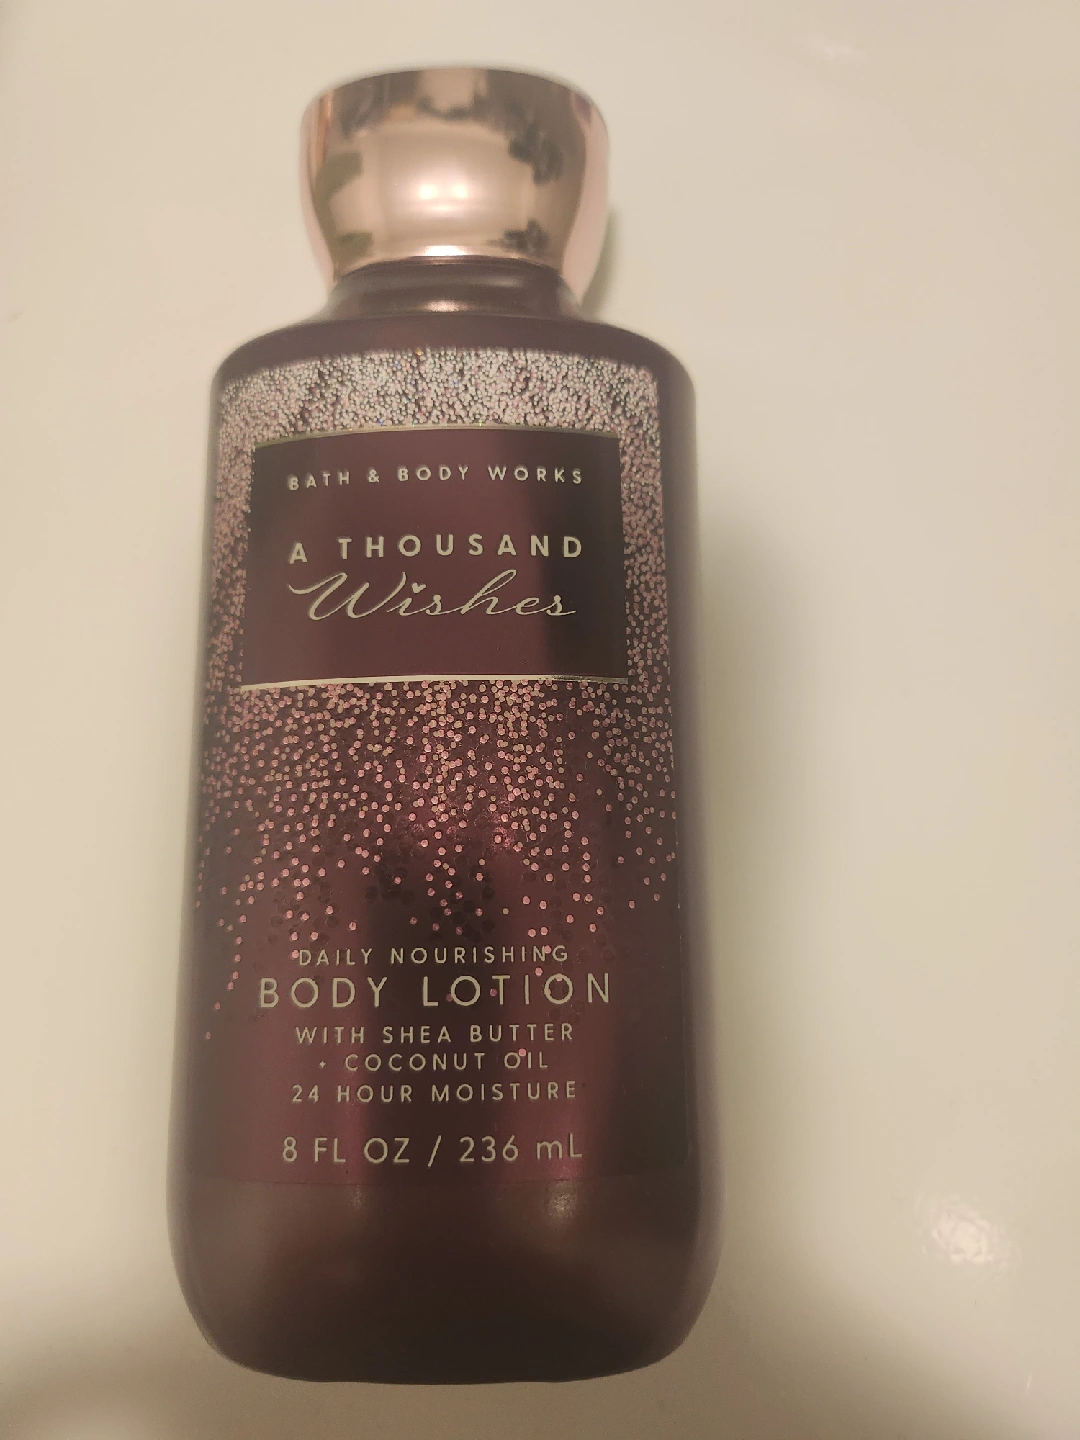 BATH & BODY WORKS
A THOUSAND
Wishes
DAILY NOURISHING
BODY LOTION
WITH SHEA BUTTER
+ COCONUT OIL
24 HOUR MOISTURE
8 FL OZ / 236 mL